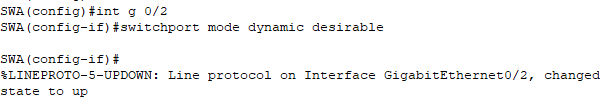 SWA(config)#int g 0/2
SWA(config-if)#switchport mode dynamic desirable
SWA(config-if)#
%LINEPROTO-5-UPDOWN: Line protocol on Interface GigabitEthernet0/2, changed
state to up